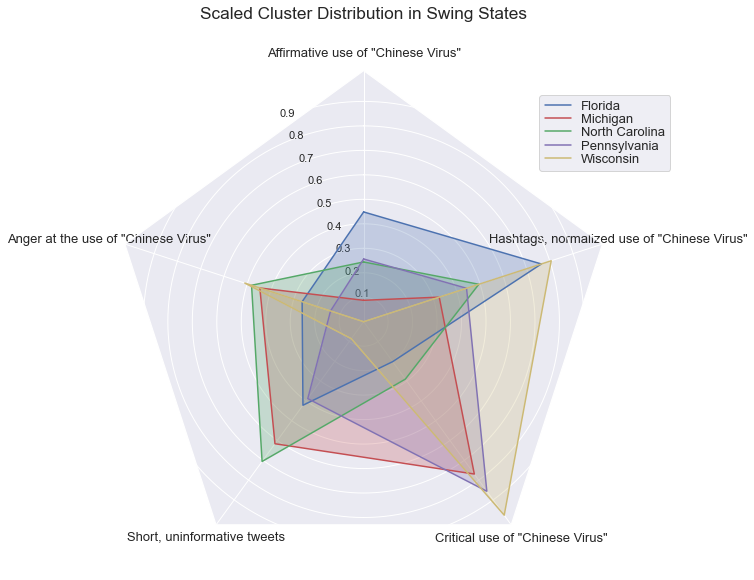 Scaled Cluster Distribution in Swing States
Affirmative use of "Chinese Virus"
Florida
Michigan
North Carolina
Pennsylvania
Wisconsin
0.9
0.8
0.7
0.6
0.5
0.4
0.3
0.2
0.1
Anger at the use of "Chinese Virus"
Hashtags, normalized use of "Chinese Virus"
Short, uninformative tweets
Critical use of "Chinese Virus"